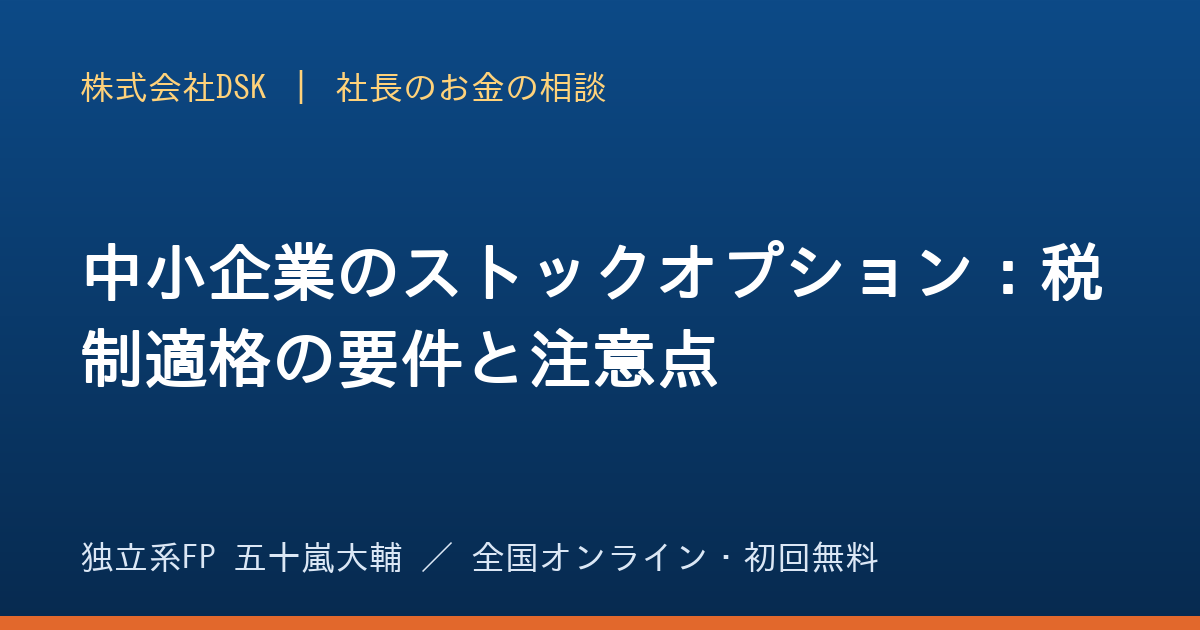 株式会社DSK ｜ 社長のお金の相談
中小企業のストックオプション：税
制適格の要件と注意点
独立系FP 五十嵐大輔 ／ 全国オンライン・初回無料